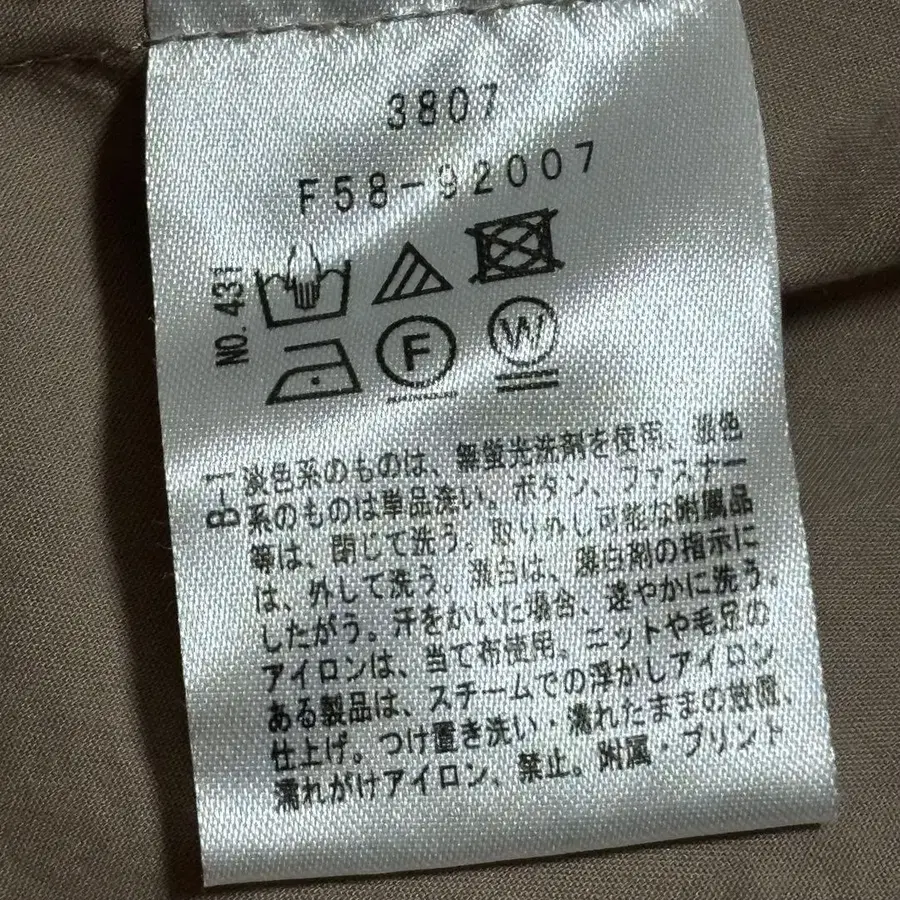 3807
F58-92007
NO. 431
F
W
B-1
淡色系のものは、無蛍光洗剤を使用、濃色
系のものは単品洗い。ボタン、ファスナー
等は、閉じて洗う。取り外し可能な附属品
は、外して洗う。漂白は、漂白剤の指示に
したがう。汗をかいた場合、速やかに洗う。
アイロンは、当て布使用。ニットや毛足の
ある製品は、スチームでの浮かしアイロン
仕上げ。つけ置き洗い・濡れたままの放置、
濡れがけアイロン、禁止。附属・プリント